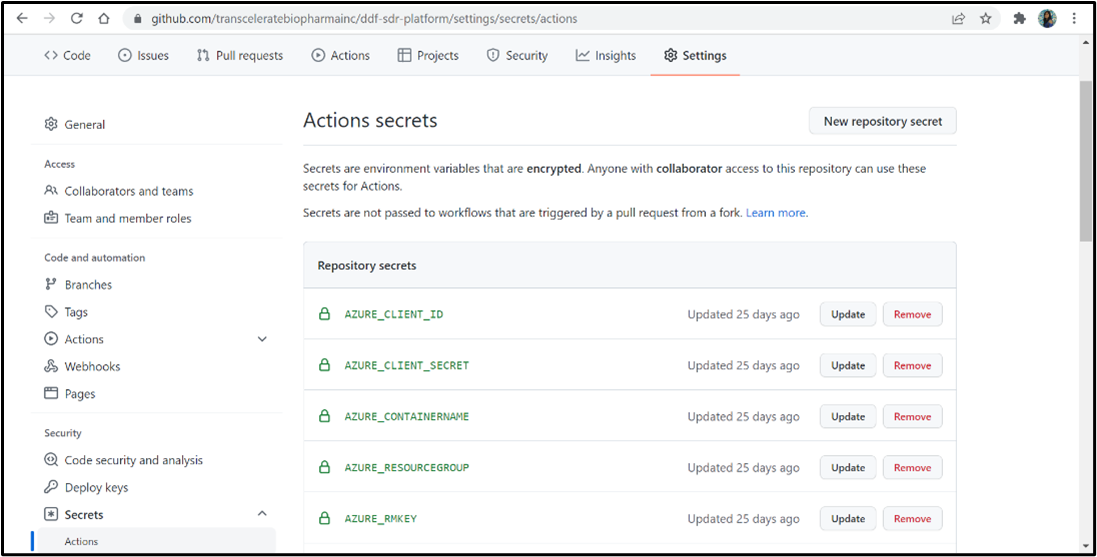 github.com/transceleratebiopharmainc/ddf-sdr-platform/settings/secrets/actions
Code Issues Pull requests Actions Projects Security Insights Settings
General
Access
Collaborators and teams
Team and member roles
Code and automation
Branches
Tags
Actions
Webhooks
Pages
Security
Code security and analysis
Deploy keys
Secrets
Actions
Actions secrets
New repository secret
Secrets are environment variables that are encrypted. Anyone with collaborator access to this repository can use these
secrets for Actions.
Secrets are not passed to workflows that are triggered by a pull request from a fork. Learn more.
Repository secrets
AZURE_CLIENT_ID Updated 25 days ago Update Remove
AZURE_CLIENT_SECRET Updated 25 days ago Update Remove
AZURE_CONTAINERNAME Updated 25 days ago Update Remove
AZURE_RESOURCEGROUP Updated 25 days ago Update Remove
AZURE_RMKEY Updated 25 days ago Update Remove